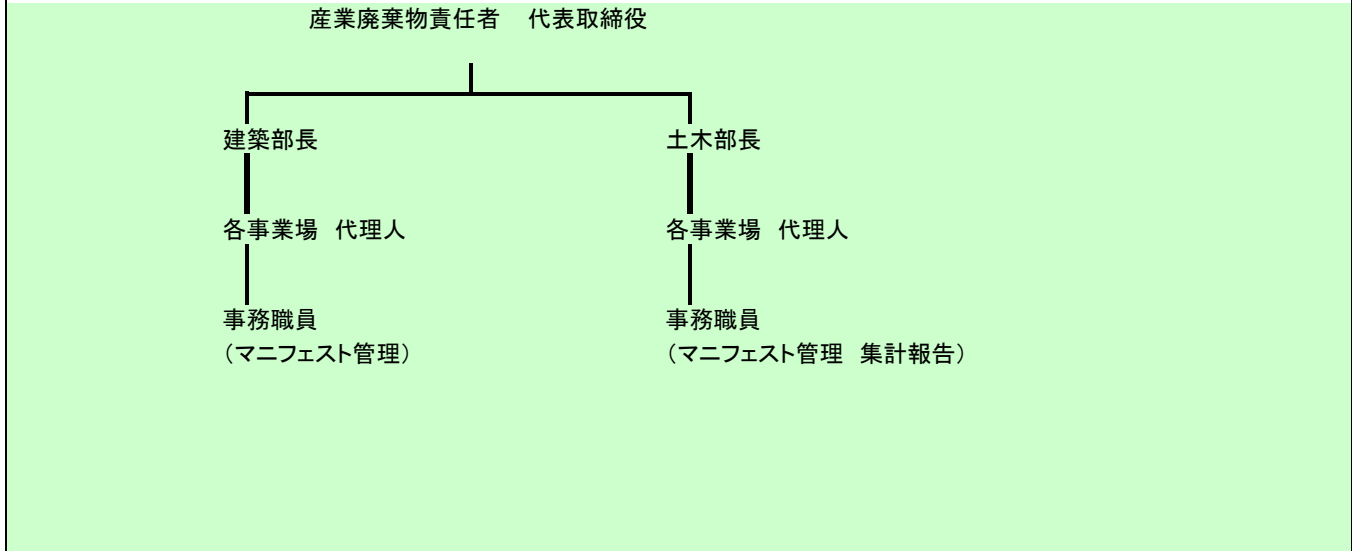 産業廃棄物責任者　代表取締役
建築部長　土木部長
各事業場　代理人　各事業場　代理人
事務職員　事務職員
（マニフェスト管理）　（マニフェスト管理　集計報告）